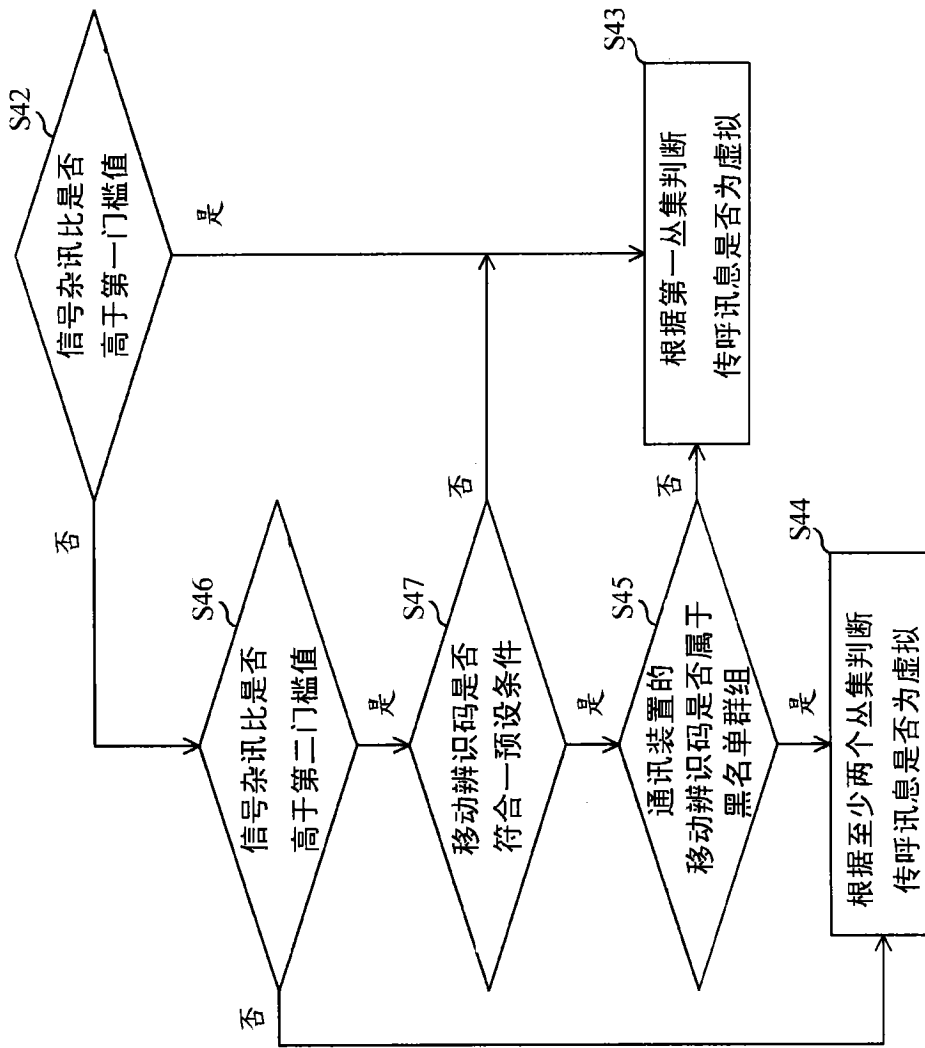 S42
信号杂讯比是否
高于第一门槛值
是
否
S46
信号杂讯比是否
高于第二门槛值
是
否
S47
移动辨识码是否
符合一预设条件
否
是
S45
通讯装置的
移动辨识码是否属于
黑名单群组
否
是
S43
根据第一丛集判断
传呼讯息是否为虚拟
S44
根据至少两个丛集判断
传呼讯息是否为虚拟